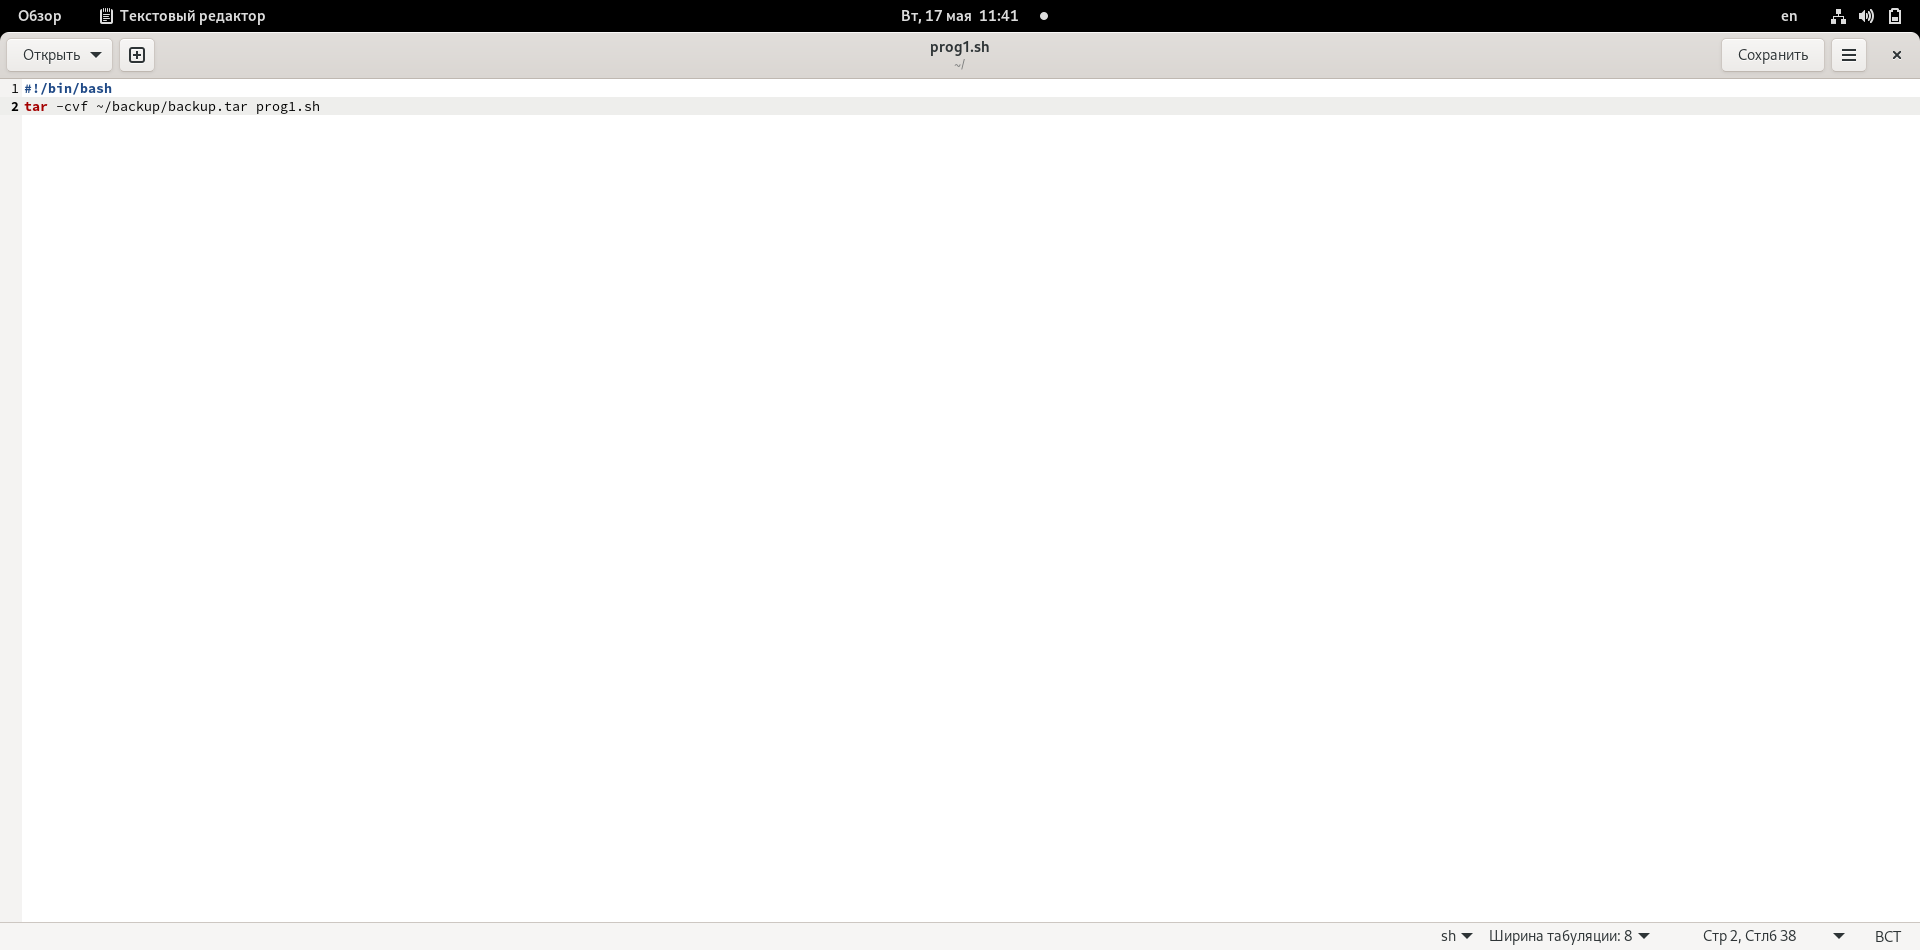 Обзор Текстовый редактор Вт, 17 мая 11:41 en
Открыть prog1.sh Сохранить
~/
1 #!/bin/bash
2 tar -cvf ~/backup/backup.tar prog1.sh
sh Ширина табуляции: 8 Стр 2, Стлб 38 ВСТ